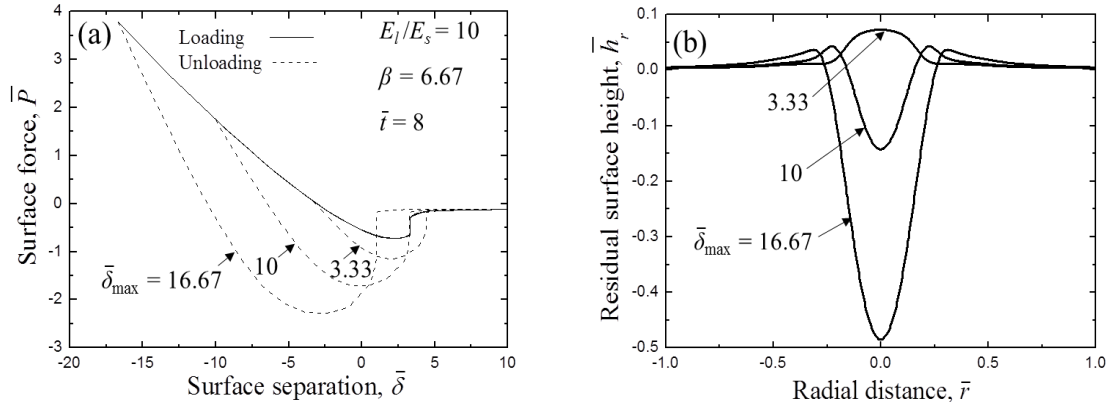 (a)
Loading
Unloading
E_l/E_s = 10
β = 6.67
t̄ = 8
4
3
2
1
0
-1
-2
-3
Surface force, P̄
δ̄max = 16.67
10
3.33
-20
-15
-10
-5
0
5
10
Surface separation, δ̄
(b)
0.1
0.0
-0.1
-0.2
-0.3
-0.4
-0.5
Residual surface height, h̄_r
3.33
10
δ̄max = 16.67
-1.0
-0.5
0.0
0.5
1.0
Radial distance, r̄